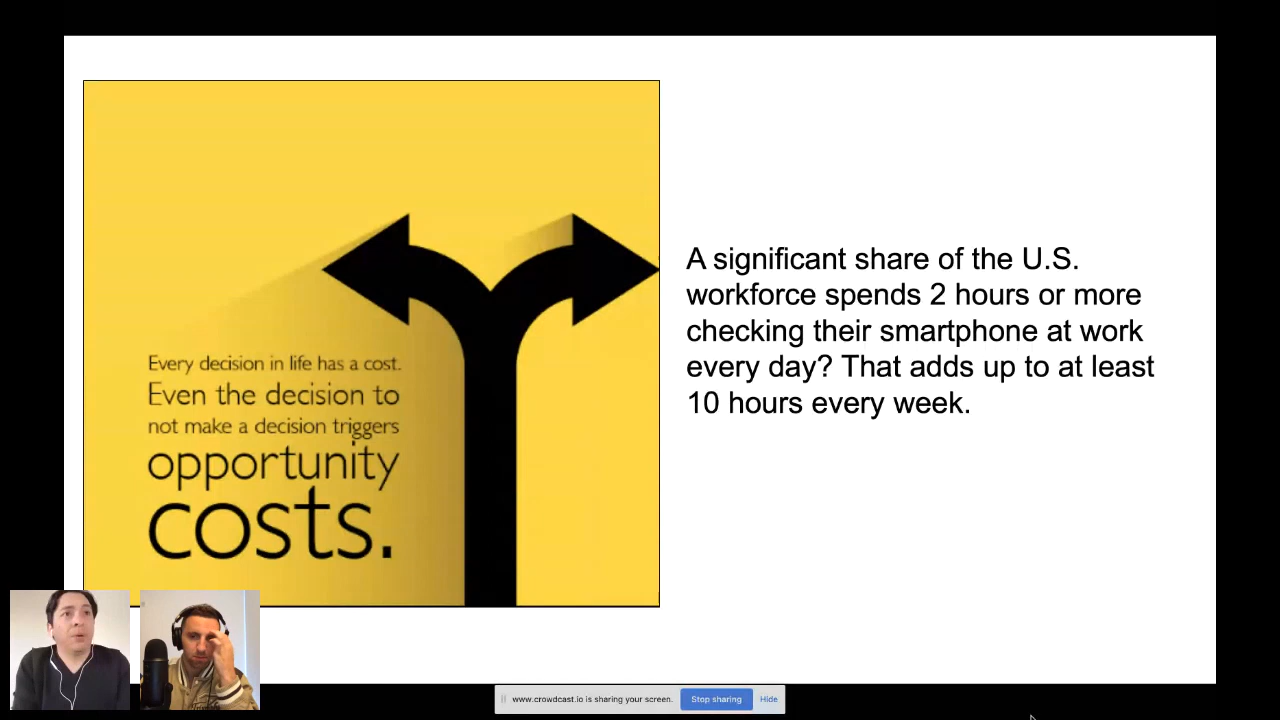 Every decision in life has a cost.
Even the decision to
not make a decision triggers
opportunity
costs.
A significant share of the U.S.
workforce spends 2 hours or more
checking their smartphone at work
every day? That adds up to at least
10 hours every week.
www.crowdcast.io is sharing your screen.
Stop sharing
Hide